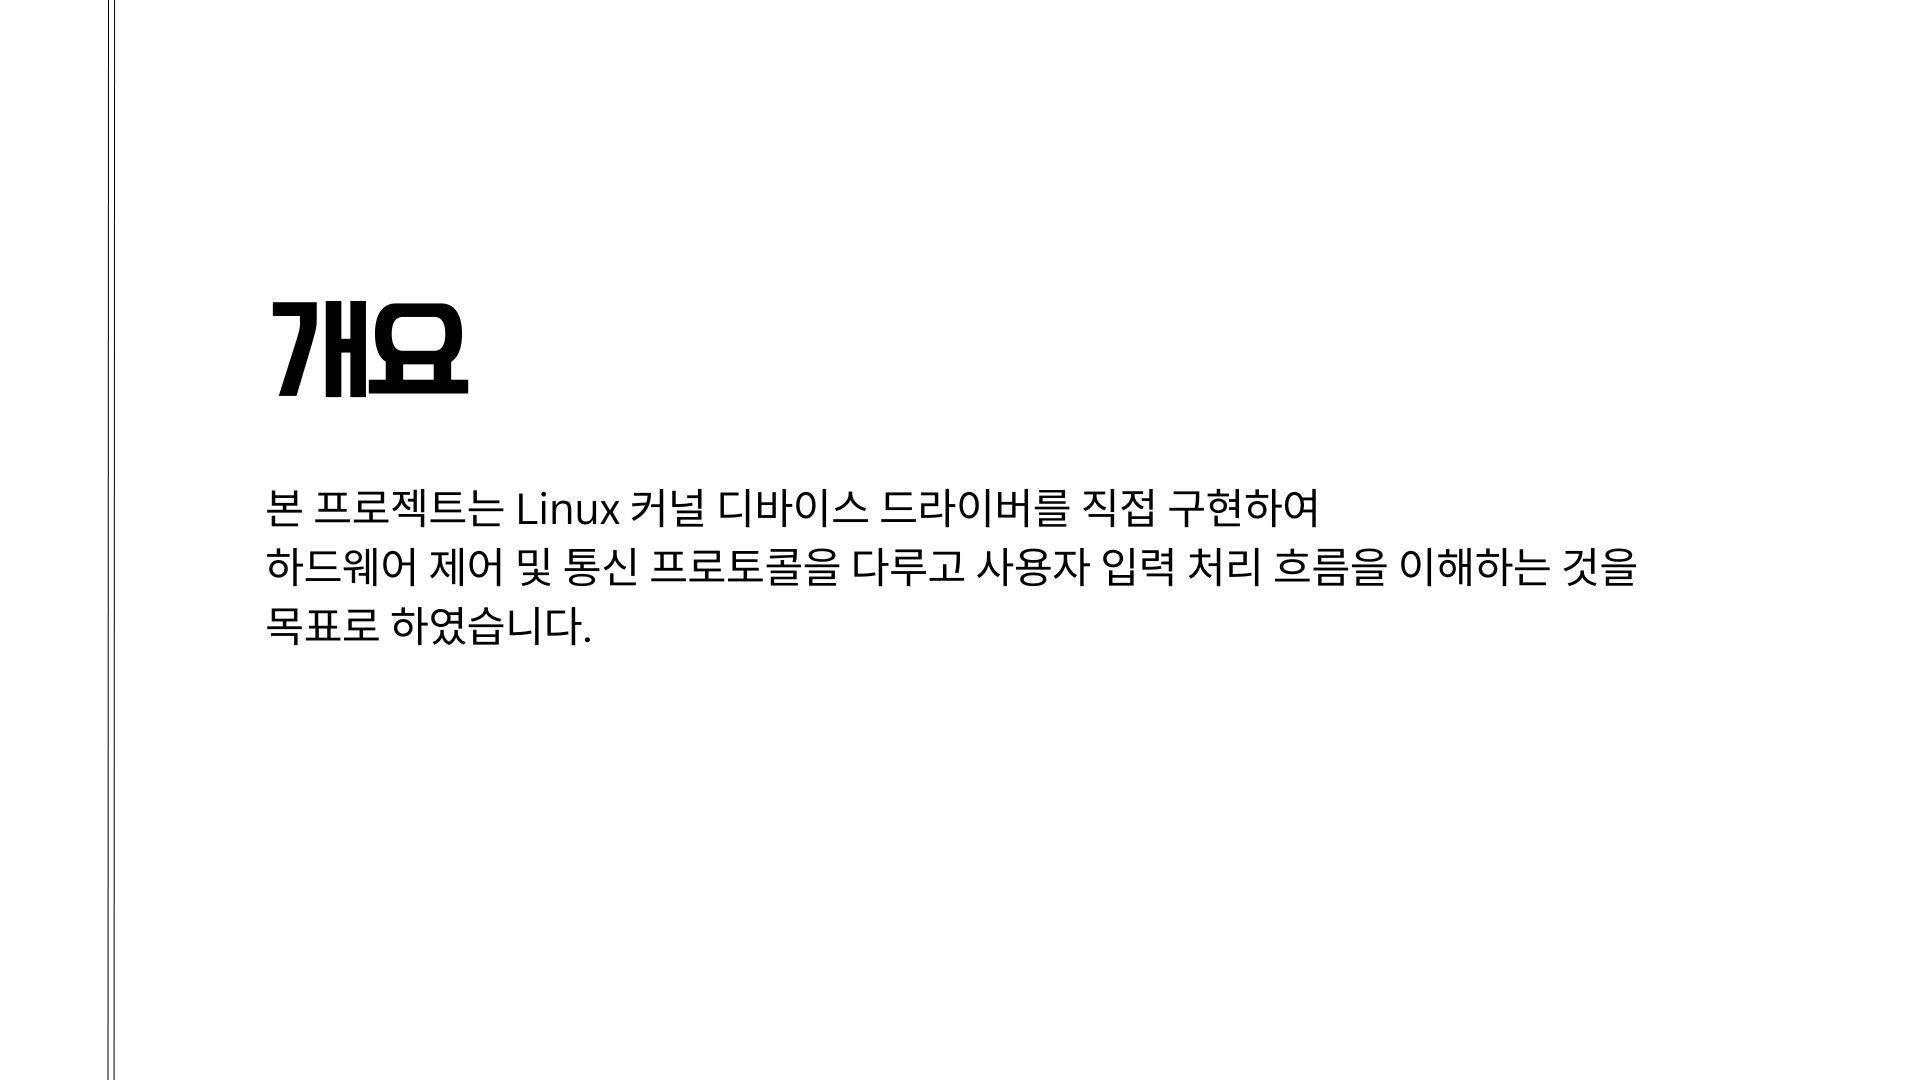 개요
본 프로젝트는 Linux 커널 디바이스 드라이버를 직접 구현하여
하드웨어 제어 및 통신 프로토콜을 다루고 사용자 입력 처리 흐름을 이해하는 것을
목표로 하였습니다.